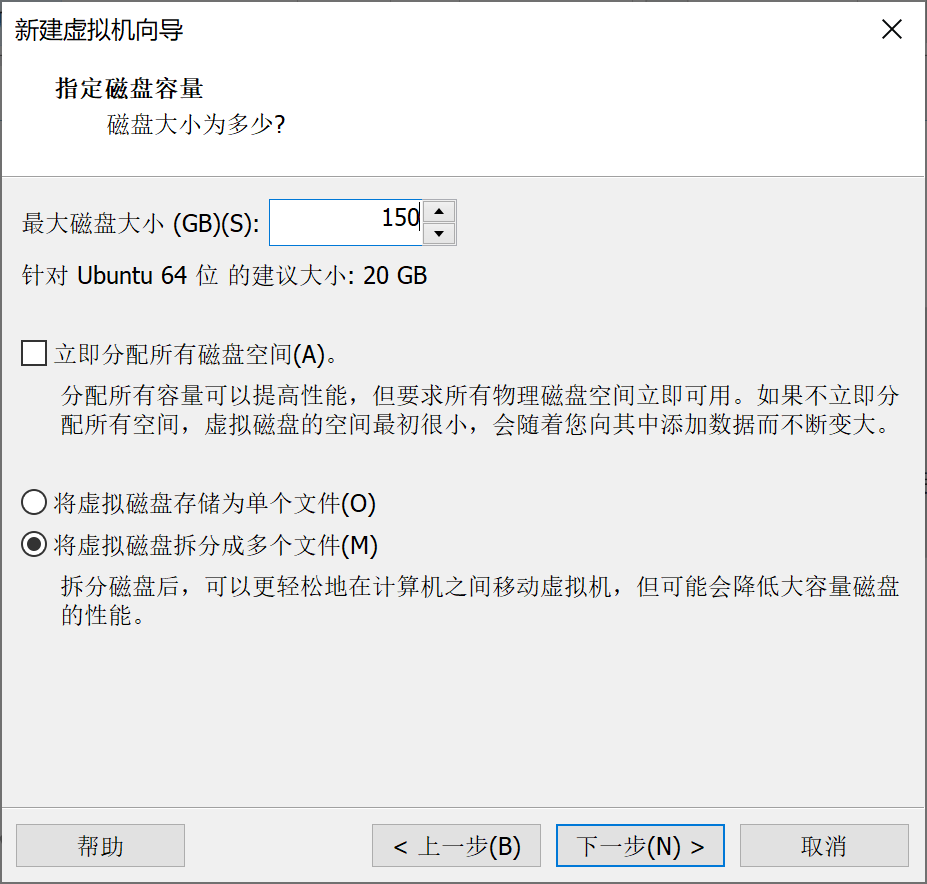 新建虚拟机向导
指定磁盘容量
磁盘大小为多少?
最大磁盘大小 (GB)(S): 150
针对 Ubuntu 64 位 的建议大小: 20 GB
立即分配所有磁盘空间(A)。
分配所有容量可以提高性能，但要求所有物理磁盘空间立即可用。如果不立即分
配所有空间，虚拟磁盘的空间最初很小，会随着您向其中添加数据而不断变大。
将虚拟磁盘存储为单个文件(O)
将虚拟磁盘拆分成多个文件(M)
拆分磁盘后，可以更轻松地在计算机之间移动虚拟机，但可能会降低大容量磁盘
的性能。
帮助 < 上一步(B) 下一步(N) > 取消